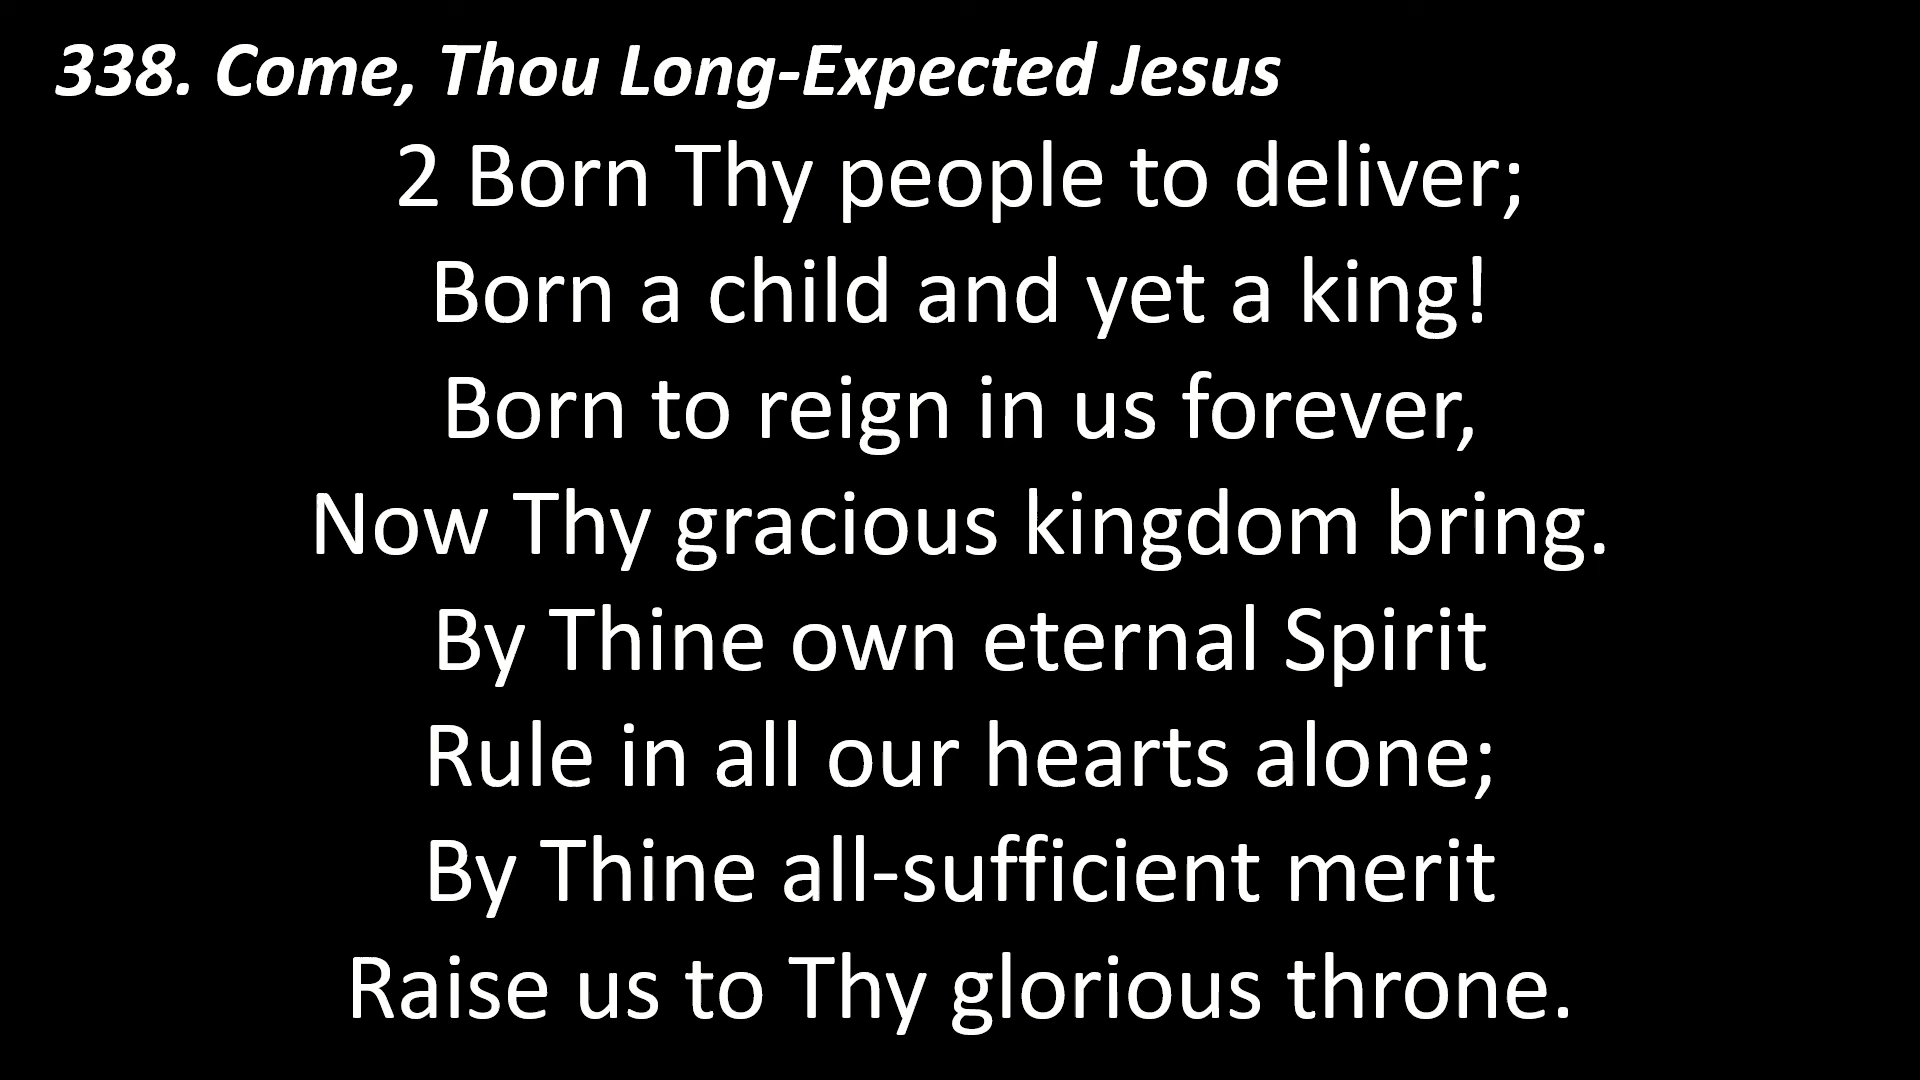 338. Come, Thou Long-Expected Jesus
2 Born Thy people to deliver;
Born a child and yet a king!
Born to reign in us forever,
Now Thy gracious kingdom bring.
By Thine own eternal Spirit
Rule in all our hearts alone;
By Thine all-sufficient merit
Raise us to Thy glorious throne.